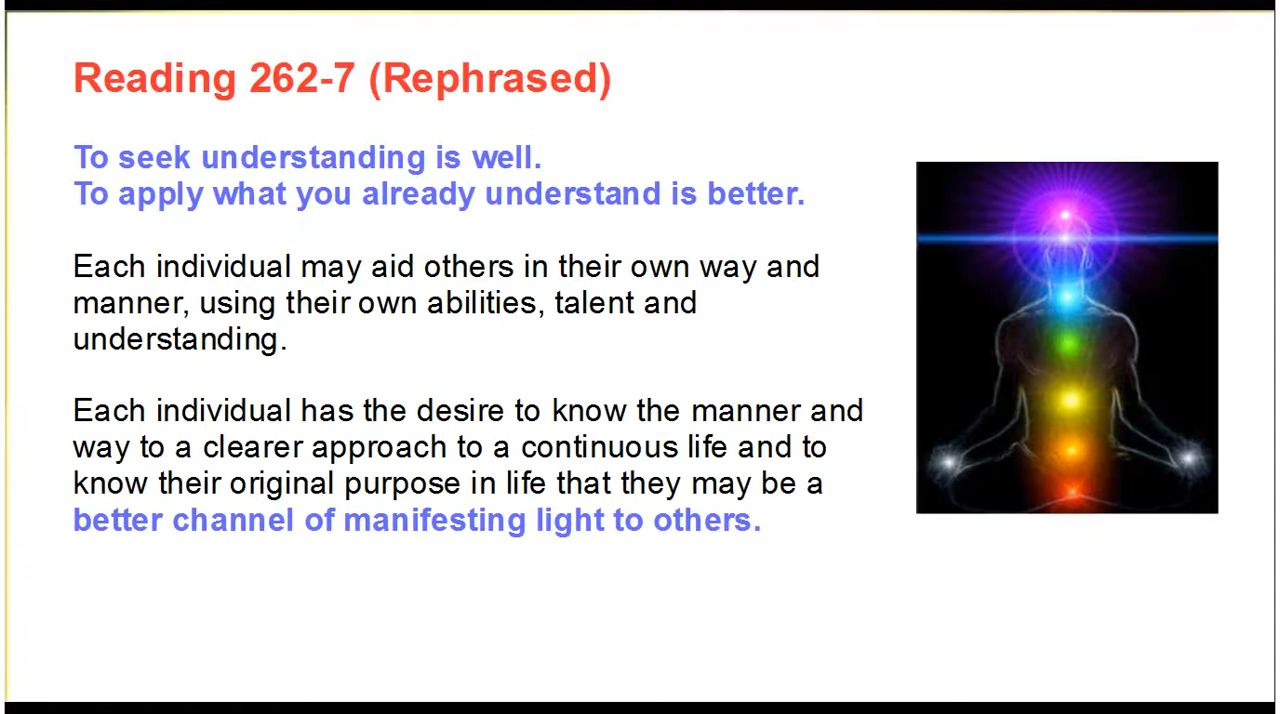 Reading 262-7 (Rephrased)
To seek understanding is well.
To apply what you already understand is better.
Each individual may aid others in their own way and
manner, using their own abilities, talent and
understanding.
Each individual has the desire to know the manner and
way to a clearer approach to a continuous life and to
know their original purpose in life that they may be a
better channel of manifesting light to others.